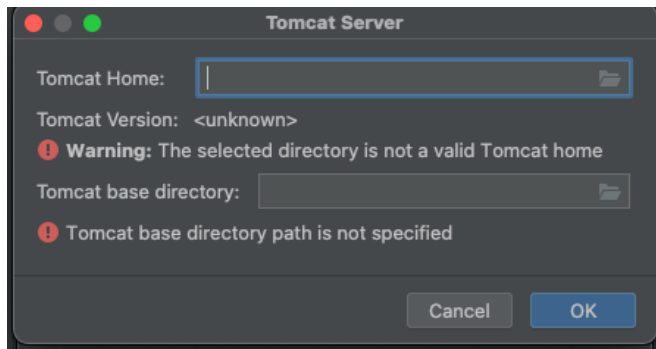 Tomcat Server
Tomcat Home:
Tomcat Version: <unknown>
Warning: The selected directory is not a valid Tomcat home
Tomcat base directory:
Tomcat base directory path is not specified
Cancel OK